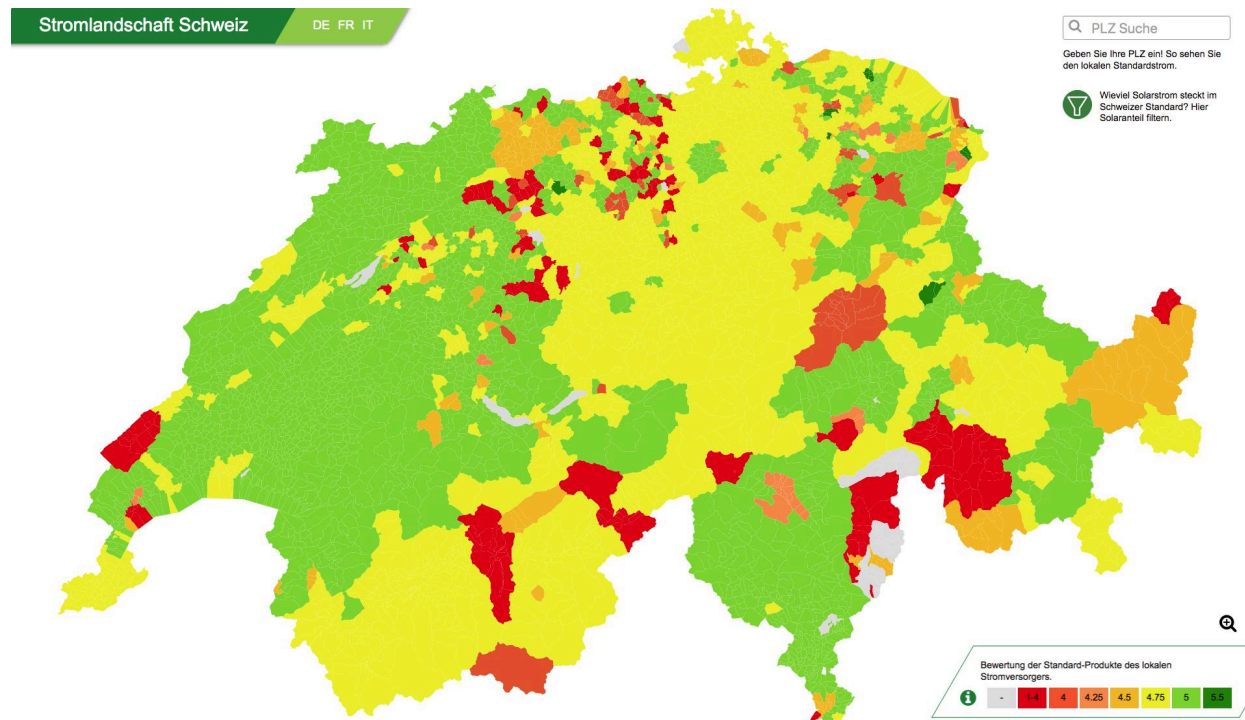 Stromlandschaft Schweiz
DE FR IT
PLZ Suche
Geben Sie Ihre PLZ ein! So sehen Sie
den lokalen Standardstrom.
Wieviel Solarstrom steckt im
Schweizer Standard? Hier
Solaranteil filtern.
Bewertung der Standard-Produkte des lokalen
Stromversorgers.
- 1-4 4 4.25 4.5 4.75 5 5.5